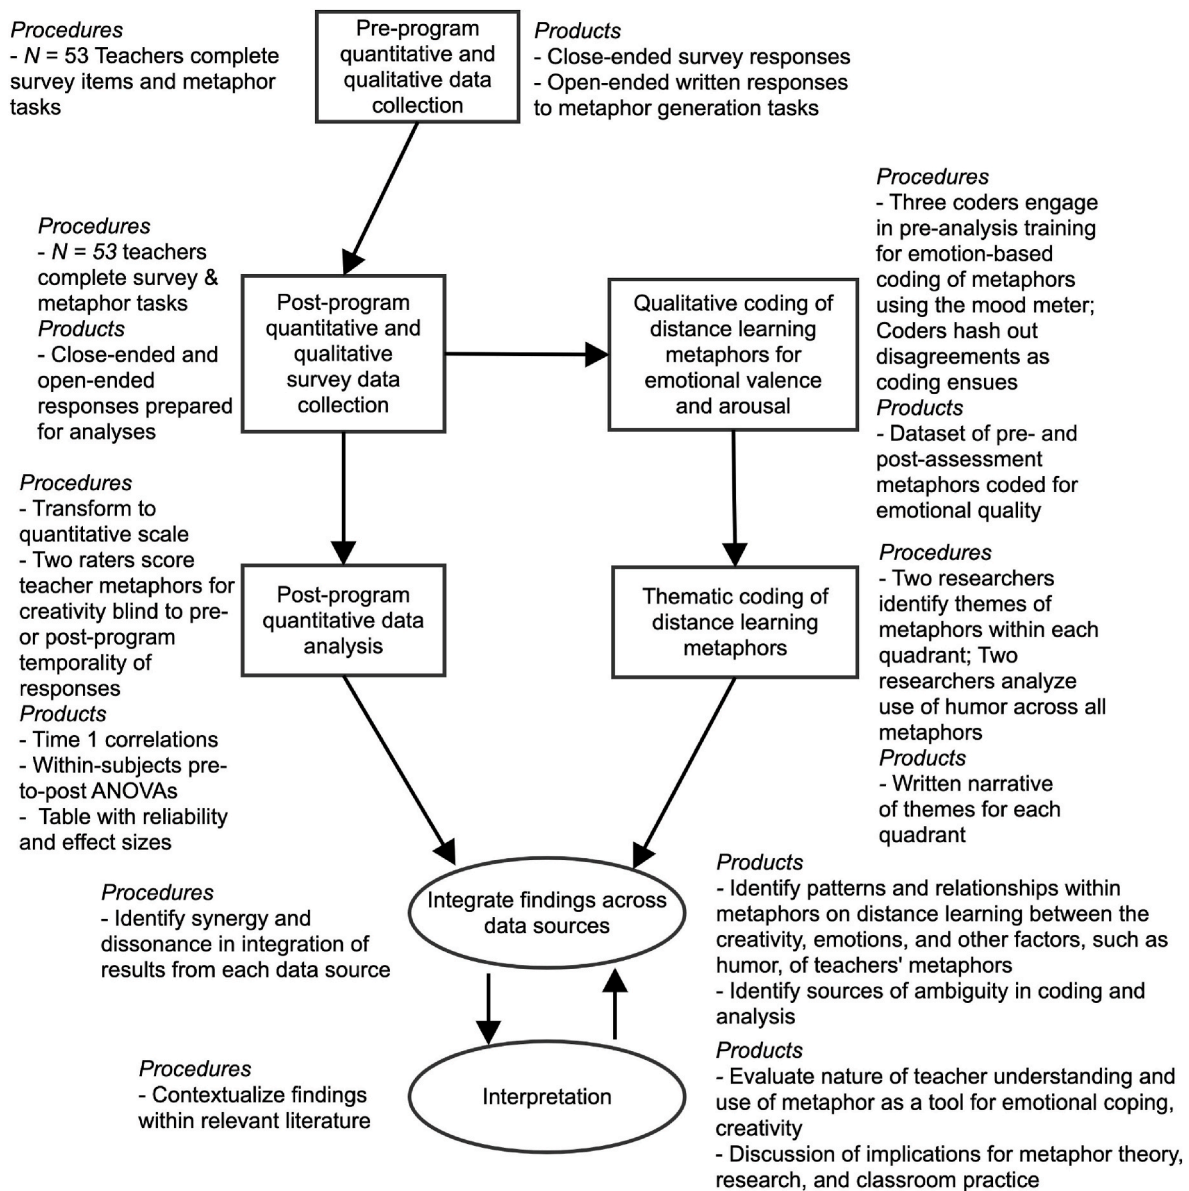 Procedures
- N = 53 Teachers complete
survey items and metaphor
tasks
Pre-program
quantitative and
qualitative data
collection
Products
- Close-ended survey responses
- Open-ended written responses
to metaphor generation tasks
Procedures
- N = 53 teachers
complete survey &
metaphor tasks
Products
- Close-ended and
open-ended
responses prepared
for analyses
Post-program
quantitative and
qualitative
survey data
collection
Qualitative coding of
distance learning
metaphors for
emotional valence
and arousal
Procedures
- Three coders engage
in pre-analysis training
for emotion-based
coding of metaphors
using the mood meter;
Coders hash out
disagreements as
coding ensues
Products
- Dataset of pre- and
post-assessment
metaphors coded for
emotional quality
Procedures
- Transform to
quantitative scale
- Two raters score
teacher metaphors for
creativity blind to pre-
or post-program
temporality of
responses
Products
- Time 1 correlations
- Within-subjects pre-
to-post ANOVAs
- Table with reliability
and effect sizes
Post-program
quantitative data
analysis
Thematic coding of
distance learning
metaphors
Procedures
- Two researchers
identify themes of
metaphors within each
quadrant; Two
researchers analyze
use of humor across all
metaphors
Products
- Written narrative
of themes for each
quadrant
Procedures
- Identify synergy and
dissonance in integration of
results from each data source
Integrate findings across
data sources
Products
- Identify patterns and relationships within
metaphors on distance learning between the
creativity, emotions, and other factors, such as
humor, of teachers' metaphors
- Identify sources of ambiguity in coding and
analysis
Procedures
- Contextualize findings
within relevant literature
Interpretation
Products
- Evaluate nature of teacher understanding and
use of metaphor as a tool for emotional coping,
creativity
- Discussion of implications for metaphor theory,
research, and classroom practice